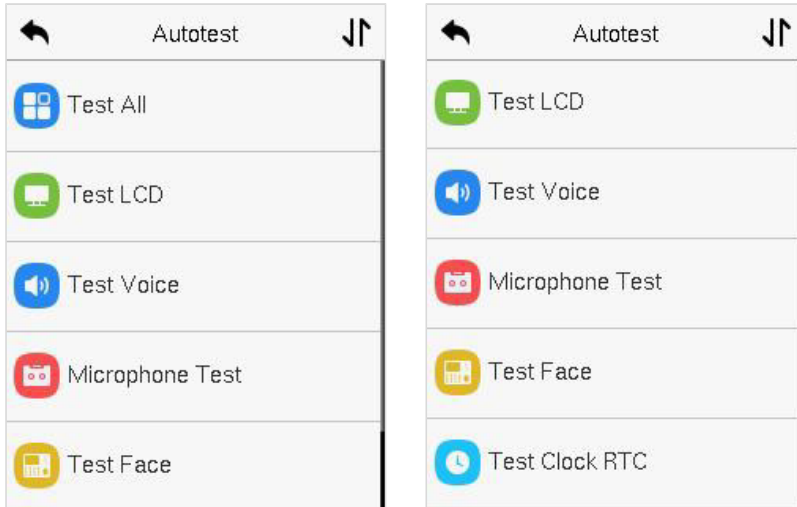 Autotest
Test All
Test LCD
Test Voice
Microphone Test
Test Face
Autotest
Test LCD
Test Voice
Microphone Test
Test Face
Test Clock RTC